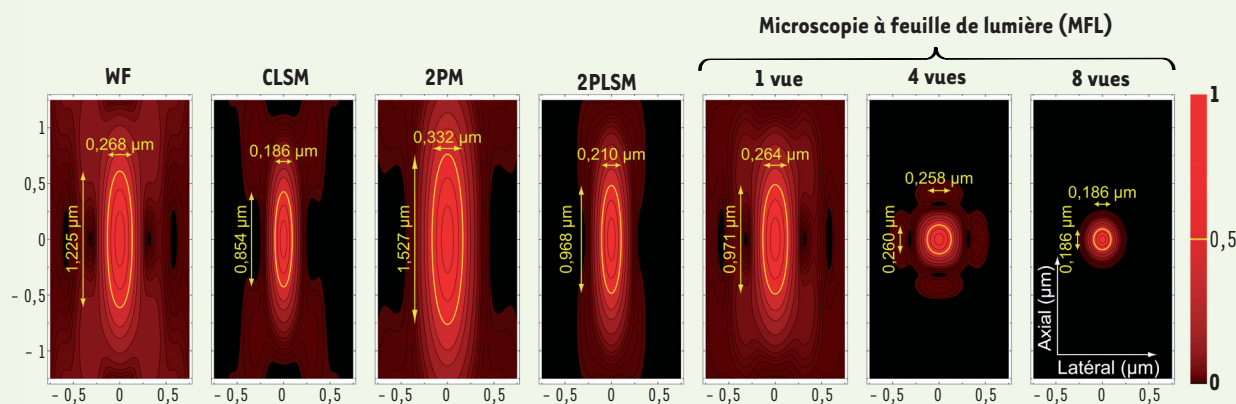 Microscopie à feuille de lumière (MFL)
WF
CLSM
2PM
2PLSM
1 vue
4 vues
8 vues
0,268 µm
1,225 µm
0,186 µm
0,854 µm
0,332 µm
1,527 µm
0,210 µm
0,968 µm
0,264 µm
0,971 µm
0,258 µm
0,260 µm
0,186 µm
0,186 µm
Axial (µm)
Latéral (µm)
1
0,5
0
- 0,5
- 1
- 0,5 0 0,5
- 0,5 0 0,5
- 0,5 0 0,5
- 0,5 0 0,5
- 0,5 0 0,5
- 0,5 0 0,5
- 0,5 0 0,5
1
0,5
0